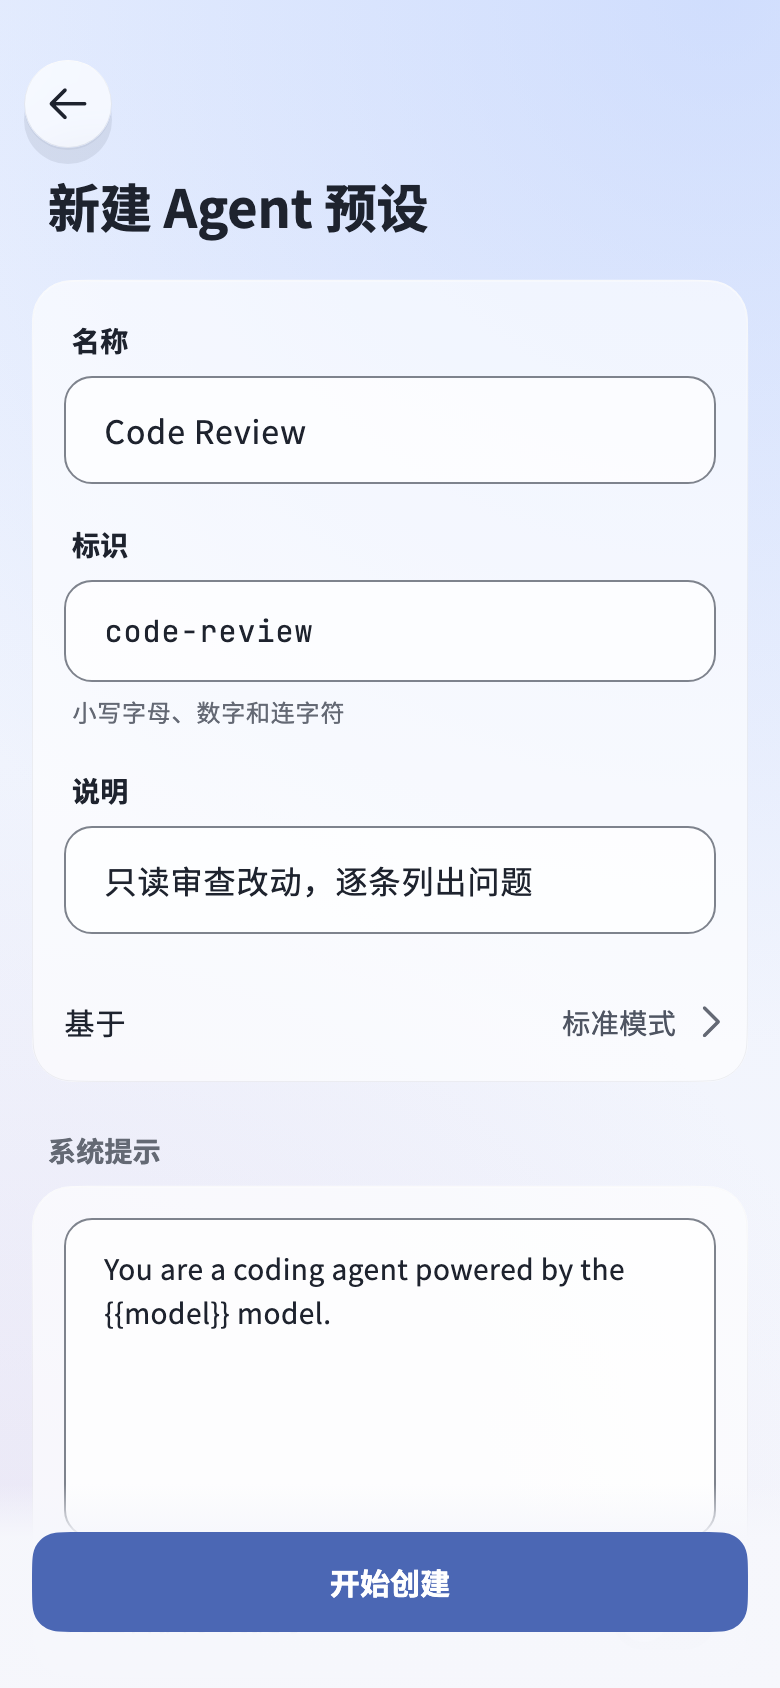 新建 Agent 预设
名称
Code Review
标识
code-review
小写字母、数字和连字符
说明
只读审查改动，逐条列出问题
基于
标准模式
系统提示
You are a coding agent powered by the
{{model}} model.
开始创建